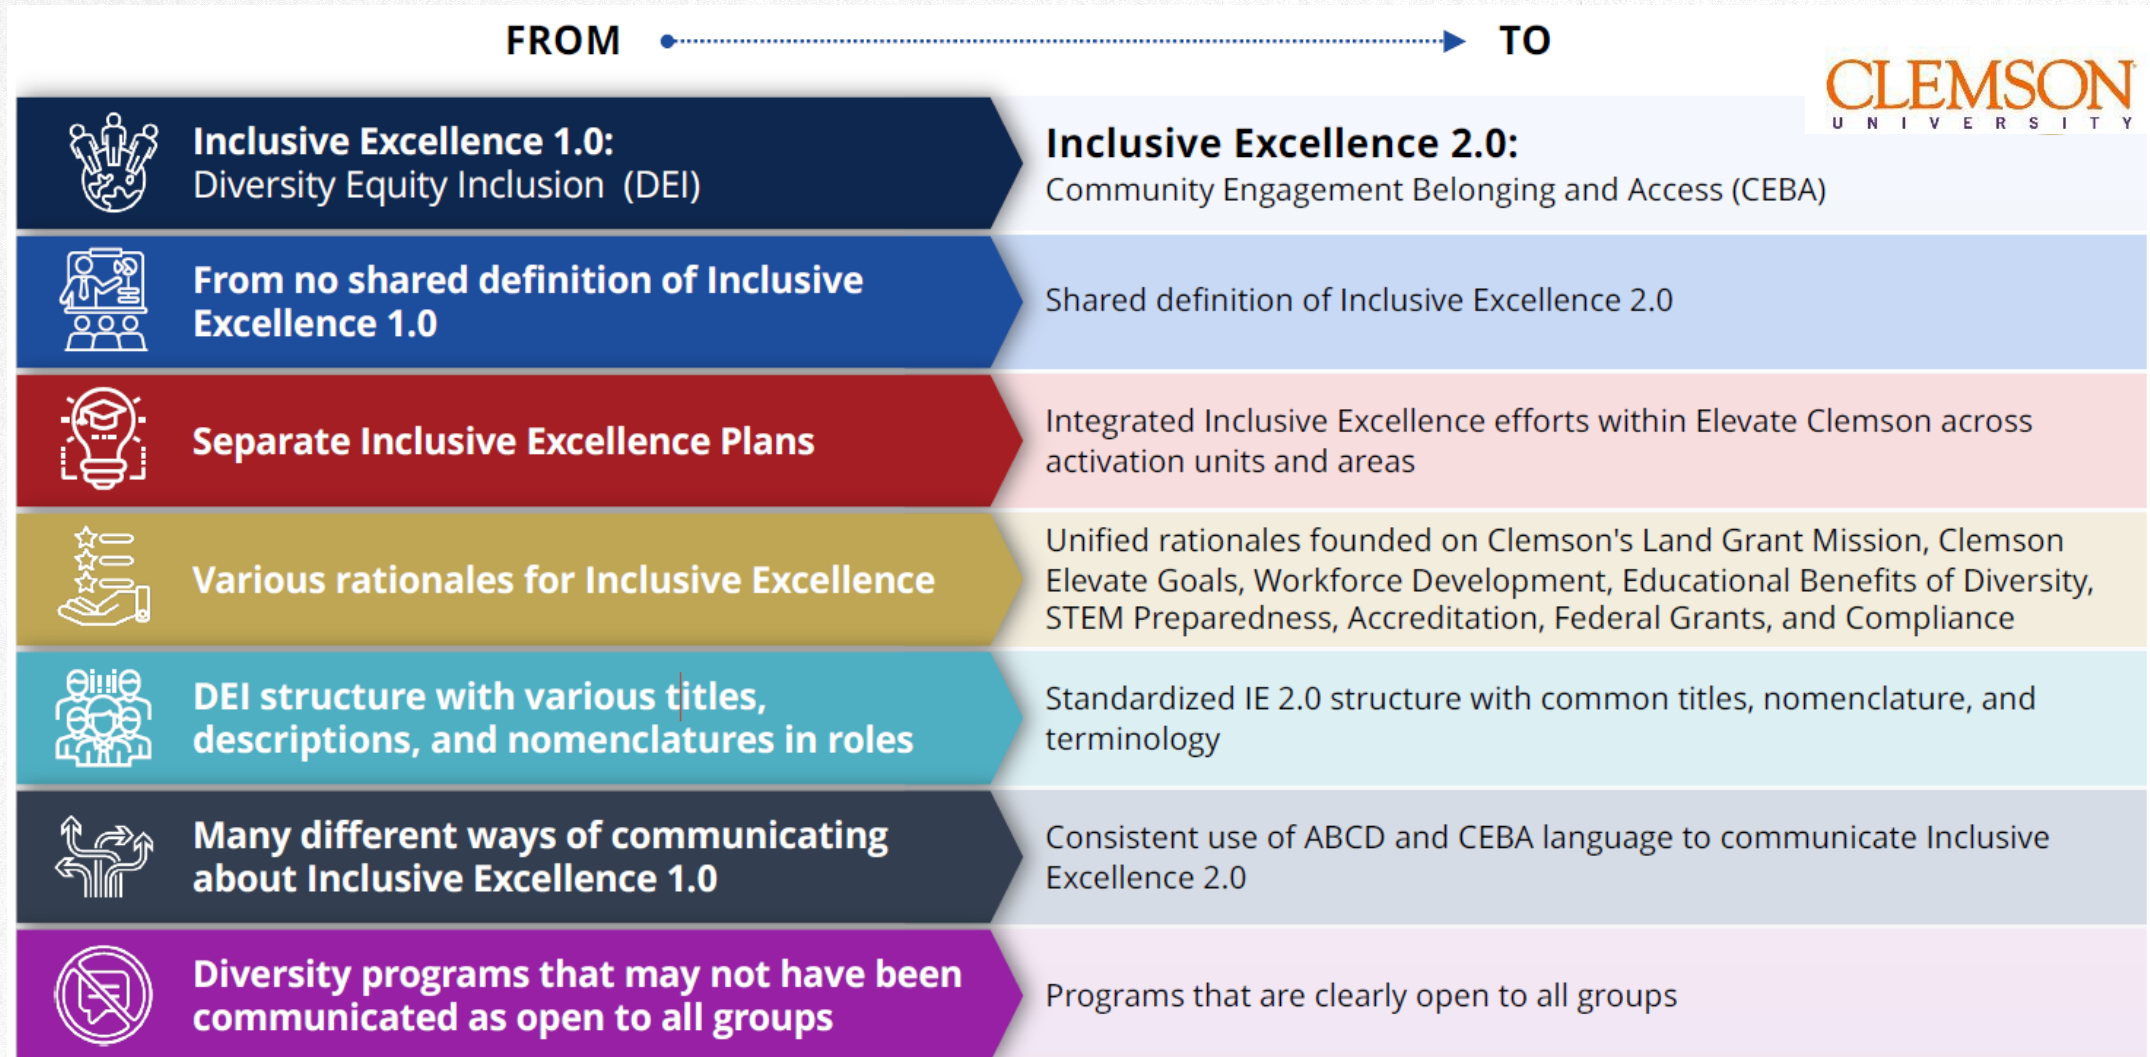 FROM TO
CLEMSON
UNIVERSITY
Inclusive Excellence 1.0:
Diversity Equity Inclusion (DEI)
Inclusive Excellence 2.0:
Community Engagement Belonging and Access (CEBA)
From no shared definition of Inclusive
Excellence 1.0
Shared definition of Inclusive Excellence 2.0
Separate Inclusive Excellence Plans
Integrated Inclusive Excellence efforts within Elevate Clemson across
activation units and areas
Various rationales for Inclusive Excellence
Unified rationales founded on Clemson's Land Grant Mission, Clemson
Elevate Goals, Workforce Development, Educational Benefits of Diversity,
STEM Preparedness, Accreditation, Federal Grants, and Compliance
DEI structure with various titles,
descriptions, and nomenclatures in roles
Standardized IE 2.0 structure with common titles, nomenclature, and
terminology
Many different ways of communicating
about Inclusive Excellence 1.0
Consistent use of ABCD and CEBA language to communicate Inclusive
Excellence 2.0
Diversity programs that may not have been
communicated as open to all groups
Programs that are clearly open to all groups